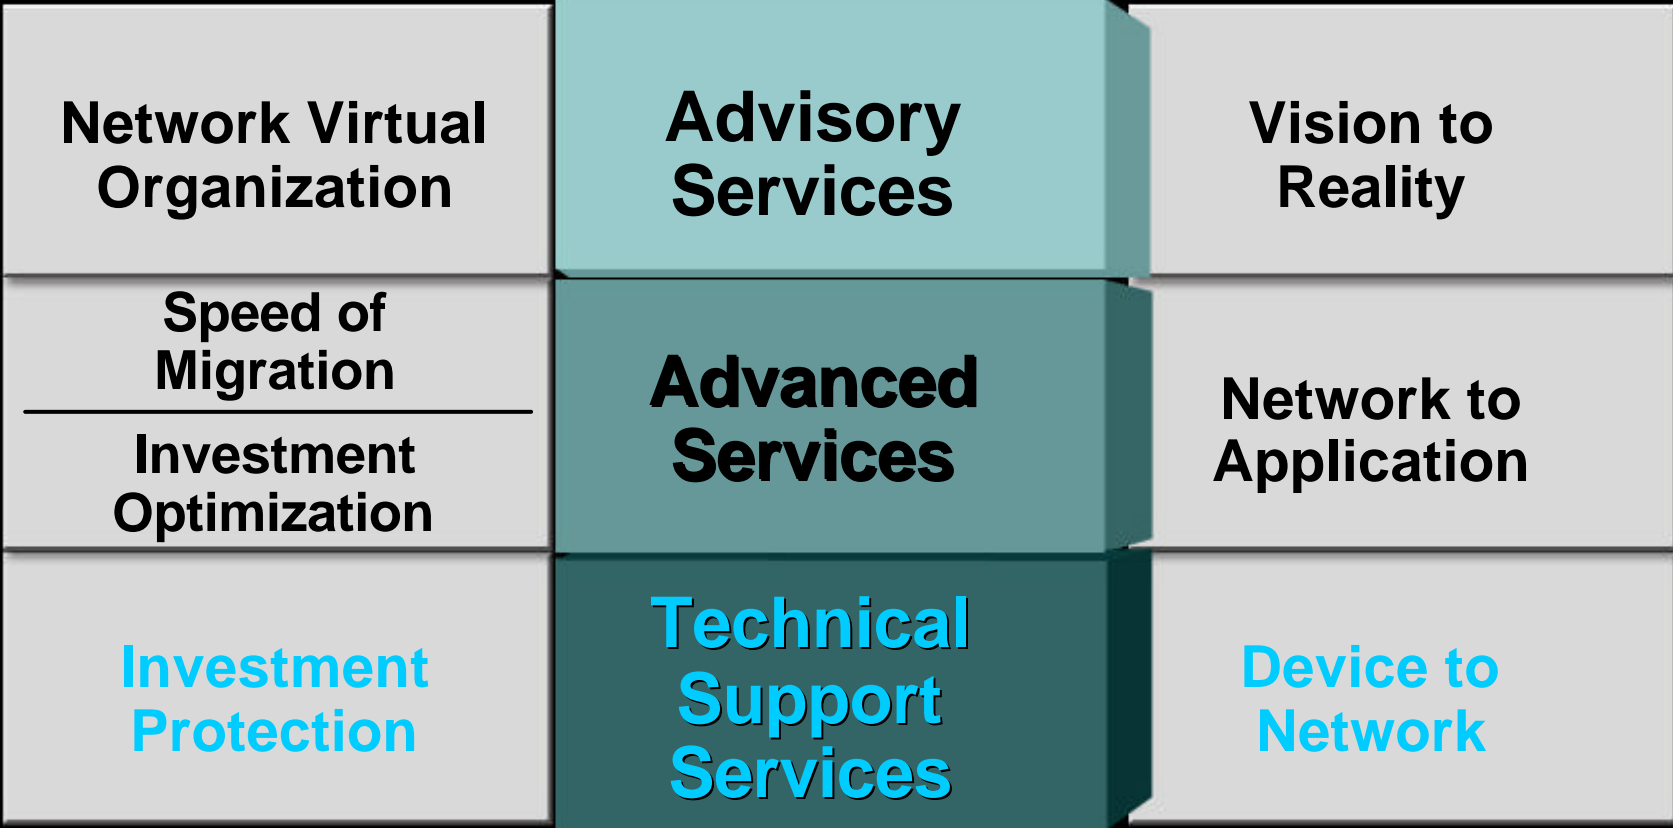 Network Virtual
Organization
Advisory
Services
Vision to
Reality
Speed of
Migration
Investment
Optimization
Advanced
Services
Network to
Application
Investment
Protection
Technical
Support
Services
Device to
Network